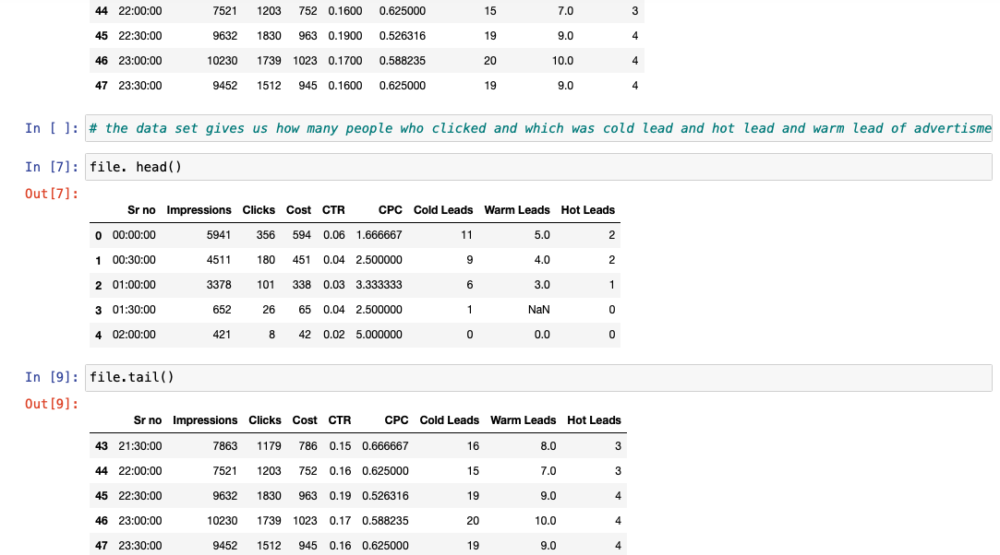 44 22:00:00 7521 1203 752 0.1600 0.625000 15 7.0 3
45 22:30:00 9632 1830 963 0.1900 0.526316 19 9.0 4
46 23:00:00 10230 1739 1023 0.1700 0.588235 20 10.0 4
47 23:30:00 9452 1512 945 0.1600 0.625000 19 9.0 4
In [ ]: # the data set gives us how many people who clicked and which was cold lead and hot lead and warm lead of advertisme
In [7]: file. head()
Out[7]:
Sr no Impressions Clicks Cost CTR CPC Cold Leads Warm Leads Hot Leads
0 00:00:00 5941 356 594 0.06 1.666667 11 5.0 2
1 00:30:00 4511 180 451 0.04 2.500000 9 4.0 2
2 01:00:00 3378 101 338 0.03 3.333333 6 3.0 1
3 01:30:00 652 26 65 0.04 2.500000 1 NaN 0
4 02:00:00 421 8 42 0.02 5.000000 0 0.0 0
In [9]: file.tail()
Out[9]:
Sr no Impressions Clicks Cost CTR CPC Cold Leads Warm Leads Hot Leads
43 21:30:00 7863 1179 786 0.15 0.666667 16 8.0 3
44 22:00:00 7521 1203 752 0.16 0.625000 15 7.0 3
45 22:30:00 9632 1830 963 0.19 0.526316 19 9.0 4
46 23:00:00 10230 1739 1023 0.17 0.588235 20 10.0 4
47 23:30:00 9452 1512 945 0.16 0.625000 19 9.0 4